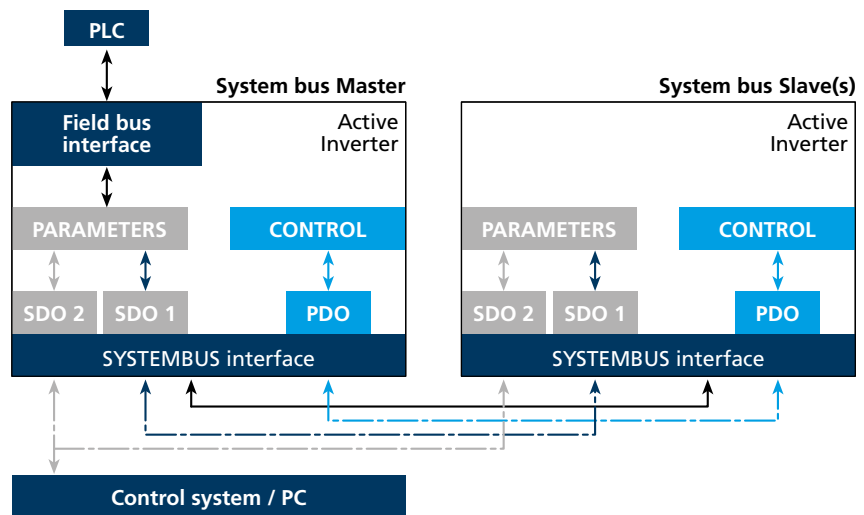 PLC
System bus Master
System bus Slave(s)
Field bus
interface
Active
Inverter
Active
Inverter
PARAMETERS
CONTROL
PARAMETERS
CONTROL
SDO 2
SDO 1
PDO
SDO 2
SDO 1
PDO
SYSTEMBUS interface
SYSTEMBUS interface
Control system / PC